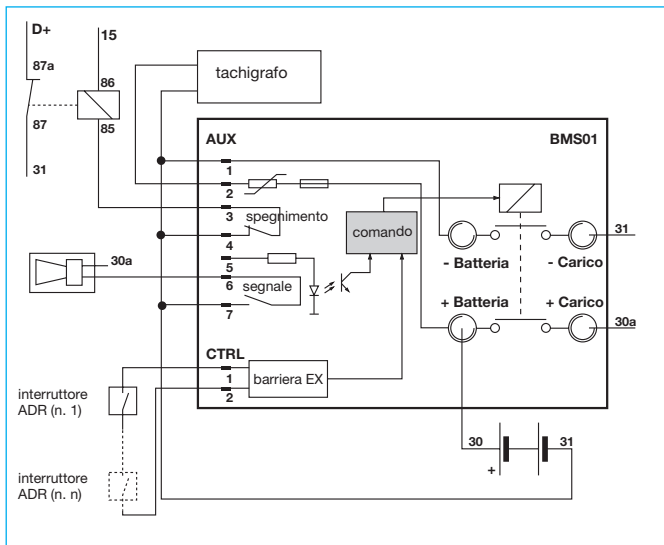 D+
15
87a
86
85
87
31
tachigrafo
AUX
BMS01
1
2
3
spegnimento
4
5
6
segnale
7
comando
31
- Batteria
- Carico
+ Batteria
+ Carico
30a
30a
CTRL
1
2
barriera EX
interruttore
ADR (n. 1)
interruttore
ADR (n. n)
30
31
+